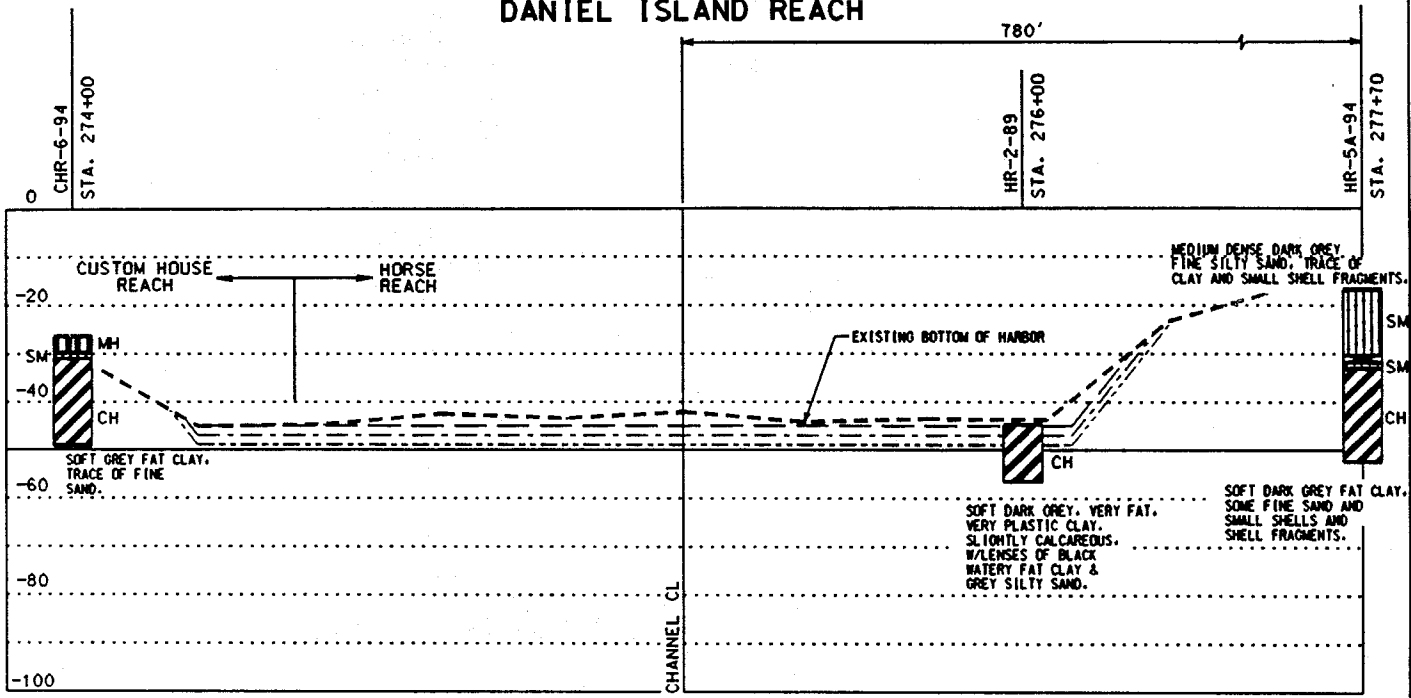 DANIEL ISLAND REACH
780'
CHR-6-94
STA. 274+00
HR-2-89
STA. 276+00
HR-5A-94
STA. 277+70
0
CUSTOM HOUSE
REACH
HORSE
REACH
MEDIUM DENSE DARK GREY
FINE SILTY SAND, TRACE OF
CLAY AND SMALL SHELL FRAGMENTS.
-20
MH
SM
EXISTING BOTTOM OF HARBOR
SM
SM
-40
CH
CH
CH
SOFT GREY FAT CLAY,
TRACE OF FINE
SAND.
-60
SOFT DARK GREY, VERY FAT,
VERY PLASTIC CLAY,
SLIGHTLY CALCAREOUS,
W/LENSES OF BLACK
WATERY FAT CLAY &
GREY SILTY SAND.
SOFT DARK GREY FAT CLAY,
SOME FINE SAND AND
SMALL SHELLS AND
SHELL FRAGMENTS.
-80
CHANNEL CL
-100